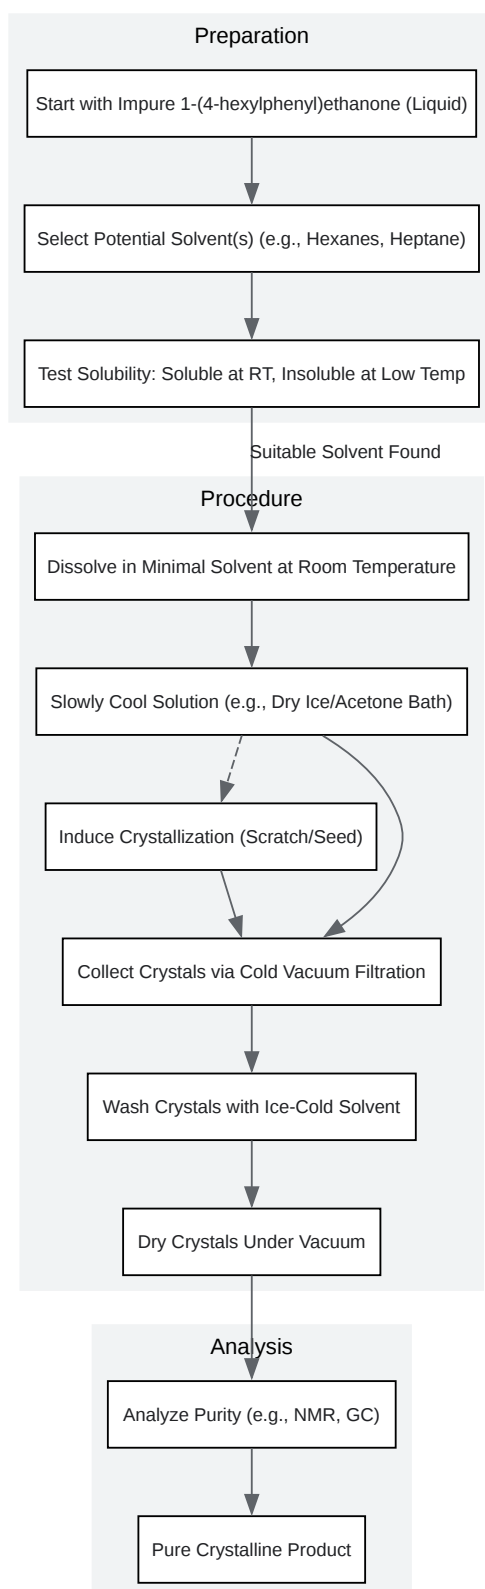 Preparation
Start with Impure 1-(4-hexylphenyl)ethanone (Liquid)
Select Potential Solvent(s) (e.g., Hexanes, Heptane)
Test Solubility: Soluble at RT, Insoluble at Low Temp
Suitable Solvent Found
Procedure
Dissolve in Minimal Solvent at Room Temperature
Slowly Cool Solution (e.g., Dry Ice/Acetone Bath)
Induce Crystallization (Scratch/Seed)
Collect Crystals via Cold Vacuum Filtration
Wash Crystals with Ice-Cold Solvent
Dry Crystals Under Vacuum
Analysis
Analyze Purity (e.g., NMR, GC)
Pure Crystalline Product